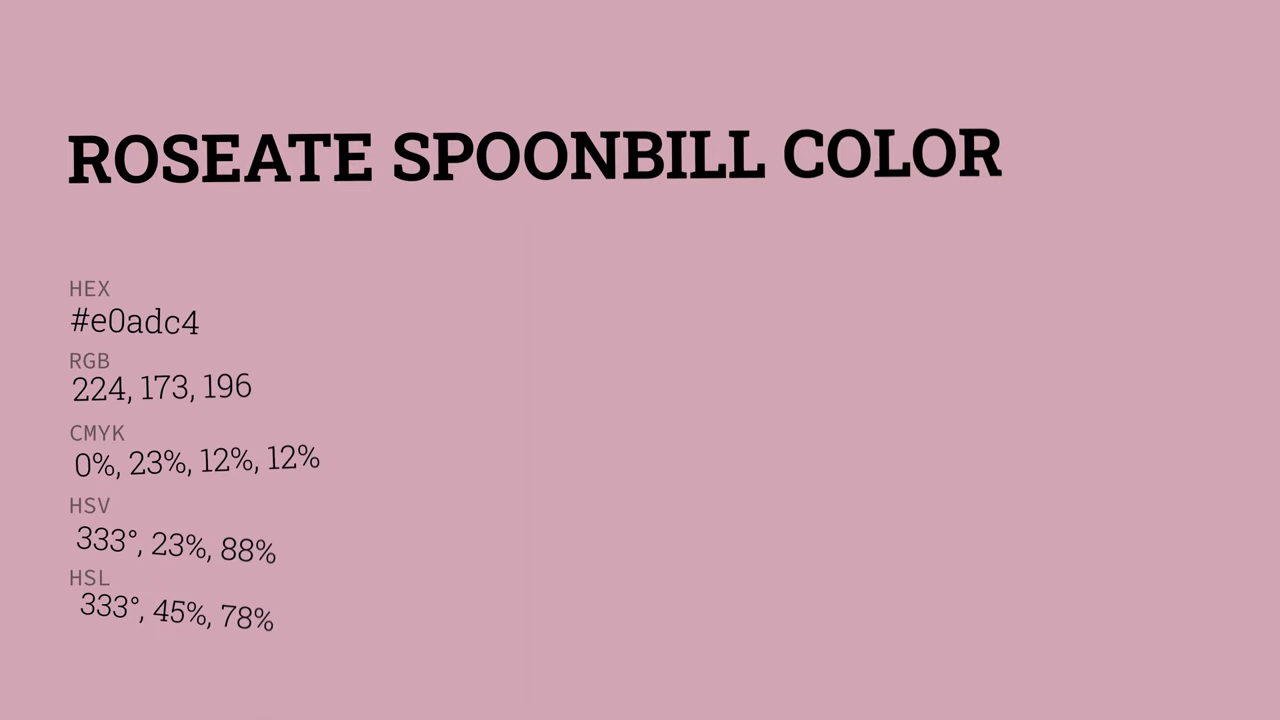 ROSEATE SPOONBILL COLOR
HEX
#e0adc4
RGB
224, 173, 196
CMYK
0%, 23%, 12%, 12%
HSV
333°, 23%, 88%
HSL
333°, 45%, 78%